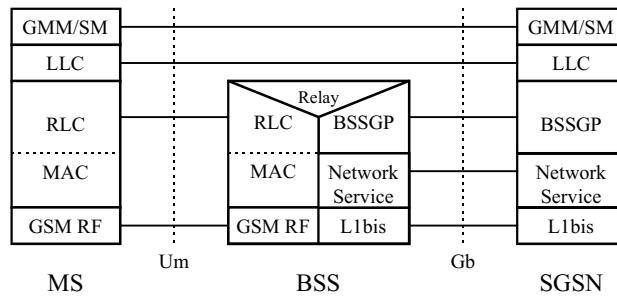 GMM/SM
LLC
RLC
MAC
GSM RF
MS
Um
Relay
RLC
BSSGP
MAC
Network
Service
GSM RF
L1bis
BSS
Gb
GMM/SM
LLC
BSSGP
Network
Service
L1bis
SGSN